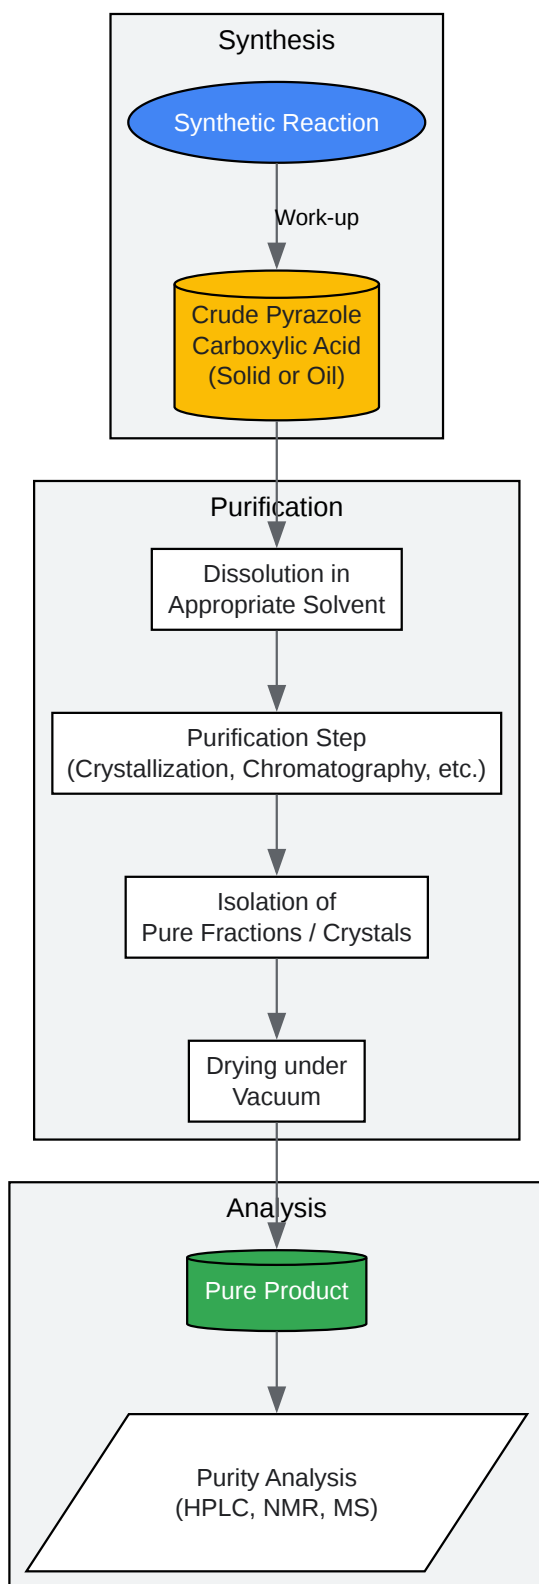 Synthesis
Synthetic Reaction
Work-up
Crude Pyrazole
Carboxylic Acid
(Solid or Oil)
Purification
Dissolution in
Appropriate Solvent
Purification Step
(Crystallization, Chromatography, etc.)
Isolation of
Pure Fractions / Crystals
Drying under
Vacuum
Analysis
Pure Product
Purity Analysis
(HPLC, NMR, MS)